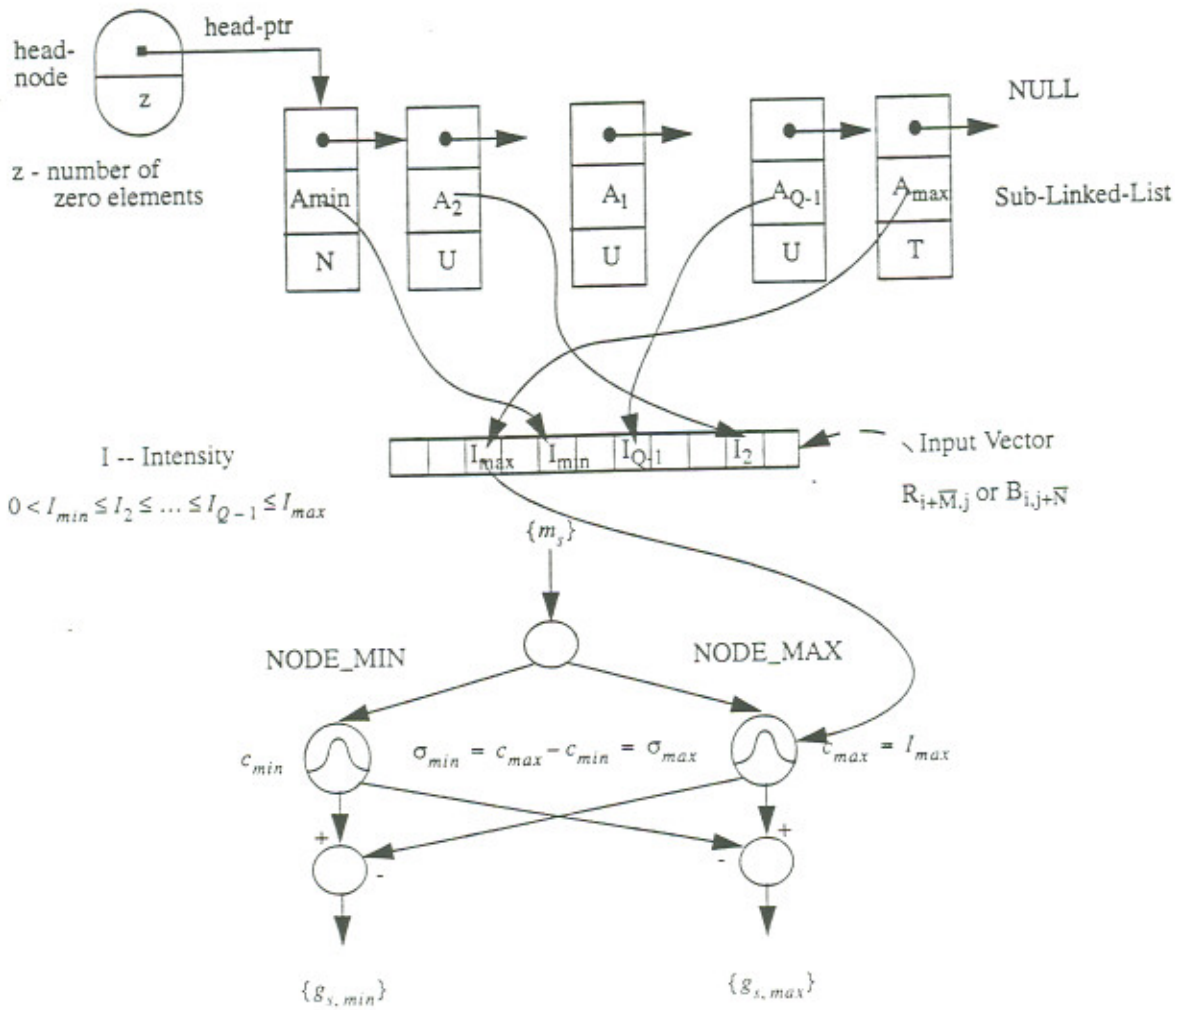 head-ptr
head-
node
z
z - number of
zero elements
NULL
Amin
A2
A1
AQ-1
Amax
Sub-Linked-List
N
U
U
U
T
I -- Intensity
0 < Imin ≤ I2 ≤ ... ≤ IQ-1 ≤ Imax
Imax
Imin
IQ-1
I2
Input Vector
Ri+M̅,j or Bi,j+N̅
{ms}
NODE_MIN
NODE_MAX
cmin
σmin = cmax - cmin = σmax
cmax = Imax
+
-
-
+
{gs, min}
{gs, max}